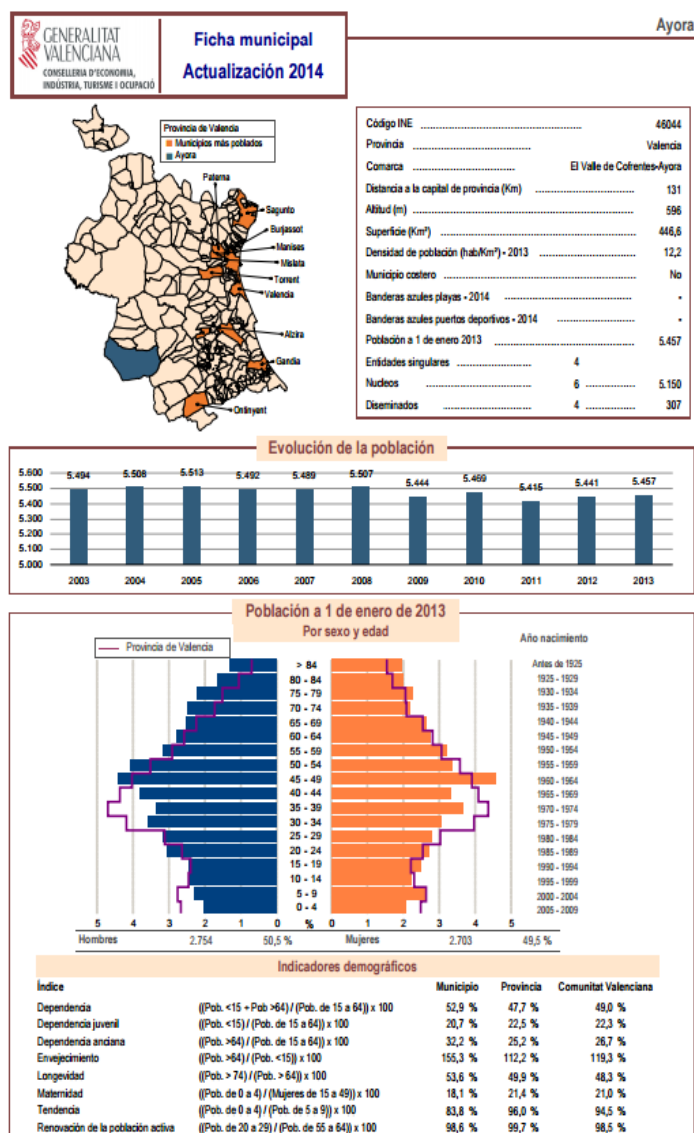 Ayora
GENERALITAT
VALENCIANA
CONSELLERIA D'ECONOMIA,
INDÚSTRIA, TURISME I OCUPACIÓ
Ficha municipal
Actualización 2014
Provincia de Valencia
Municipios más poblados
Ayora
Paterna
Sagunto
Burjassot
Manises
Mislata
Torrent
Valencia
Alzira
Gandia
Ontinyent
Código INE 46044
Provincia Valencia
Comarca El Valle de Cofrentes-Ayora
Distancia a la capital de provincia (Km) 131
Altitud (m) 596
Superficie (Km²) 446,6
Densidad de población (hab/Km²) - 2013 12,2
Municipio costero No
Banderas azules playas - 2014 -
Banderas azules puertos deportivos - 2014 -
Población a 1 de enero 2013 5.457
Entidades singulares 4
Nucleos 6 5.150
Diseminados 4 307
Evolución de la población
5.600
5.500
5.400
5.300
5.200
5.100
5.000
5.494 5.506 5.513 5.492 5.489 5.507 5.444 5.469 5.415 5.441 5.457
2003 2004 2005 2006 2007 2008 2009 2010 2011 2012 2013
Población a 1 de enero de 2013
Por sexo y edad
Provincia de Valencia
Año nacimiento
> 84 Antes de 1925
80 - 84 1925 - 1929
75 - 79 1930 - 1934
70 - 74 1935 - 1939
65 - 69 1940 - 1944
60 - 64 1945 - 1949
55 - 59 1950 - 1954
50 - 54 1955 - 1959
45 - 49 1960 - 1964
40 - 44 1965 - 1969
35 - 39 1970 - 1974
30 - 34 1975 - 1979
25 - 29 1980 - 1984
20 - 24 1985 - 1989
15 - 19 1990 - 1994
10 - 14 1995 - 1999
5 - 9 2000 - 2004
0 - 4 2005 - 2009
5 4 3 2 1 0 % 0 1 2 3 4 5
Hombres 2.754 50,5 % Mujeres 2.703 49,5 %
Indicadores demográficos
Índice Municipio Provincia Comunitat Valenciana
Dependencia ((Pob. <15 + Pob >64) / (Pob. de 15 a 64)) x 100 52,9 % 47,7 % 49,0 %
Dependencia juvenil ((Pob. <15) / (Pob. de 15 a 64)) x 100 20,7 % 22,5 % 22,3 %
Dependencia anciana ((Pob. >64) / (Pob. de 15 a 64)) x 100 32,2 % 25,2 % 26,7 %
Envejecimiento ((Pob. >64) / (Pob. <15)) x 100 155,3 % 112,2 % 119,3 %
Longevidad ((Pob. > 74) / (Pob. > 64)) x 100 53,6 % 49,9 % 48,3 %
Maternidad ((Pob. de 0 a 4) / (Mujeres de 15 a 49)) x 100 18,1 % 21,4 % 21,0 %
Tendencia ((Pob. de 0 a 4) / (Pob. de 5 a 9)) x 100 83,8 % 96,0 % 94,5 %
Renovación de la población activa ((Pob. de 20 a 29) / (Pob. de 55 a 64)) x 100 98,6 % 99,7 % 98,5 %